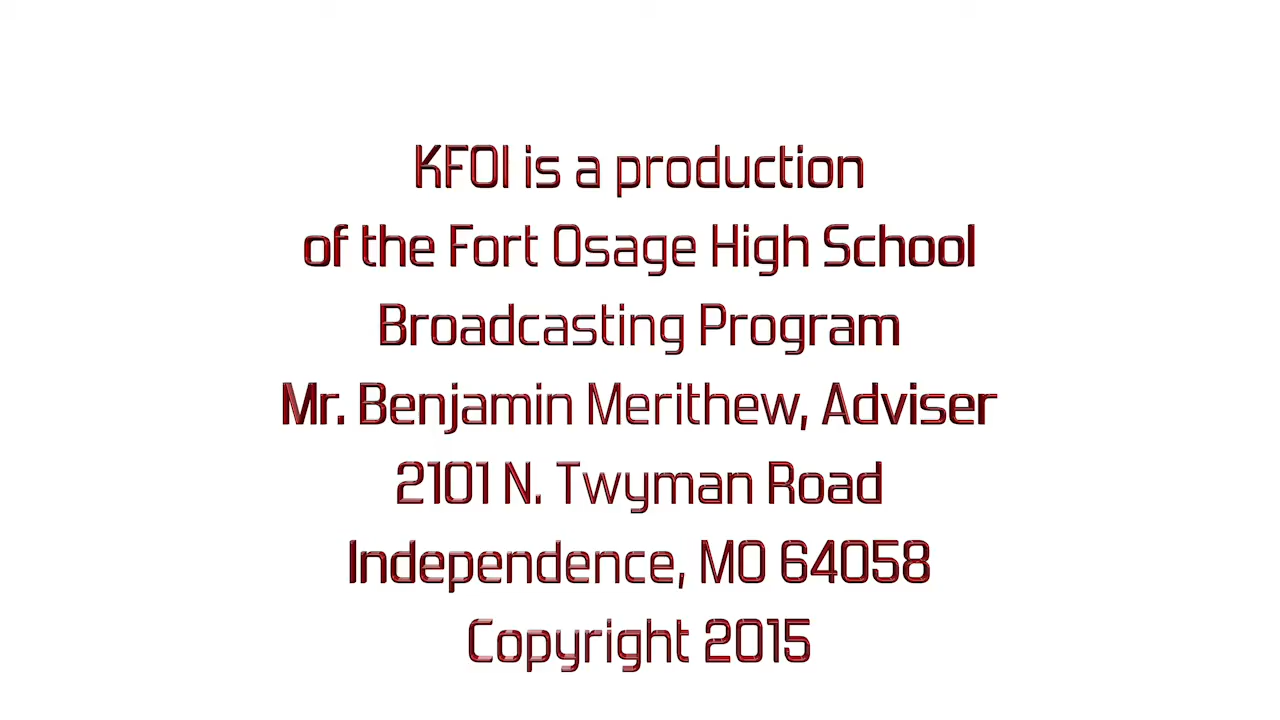 KFOI is a production
of the Fort Osage High School
Broadcasting Program
Mr. Benjamin Merithew, Adviser
2101 N. Twyman Road
Independence, MO 64058
Copyright 2015